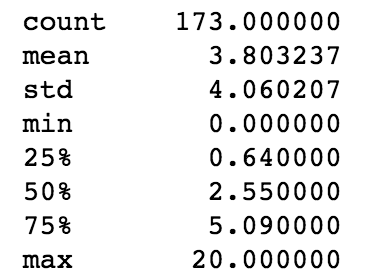 count 173.000000
mean 3.803237
std 4.060207
min 0.000000
25% 0.640000
50% 2.550000
75% 5.090000
max 20.000000